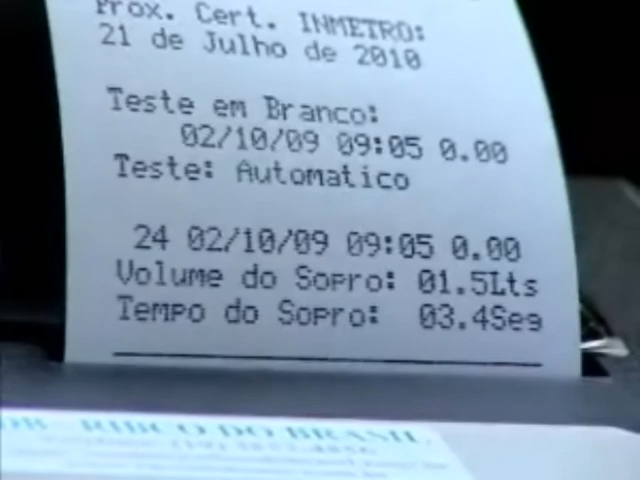 Prox. Cert. INMETRO:
21 de Julho de 2010
Teste em Branco:
02/10/09 09:05 0.00
Teste: Automatico
24 02/10/09 09:05 0.00
Volume do Sopro: 01.5Lts
Tempo do Sopro: 03.4Seg
DO BRASIL